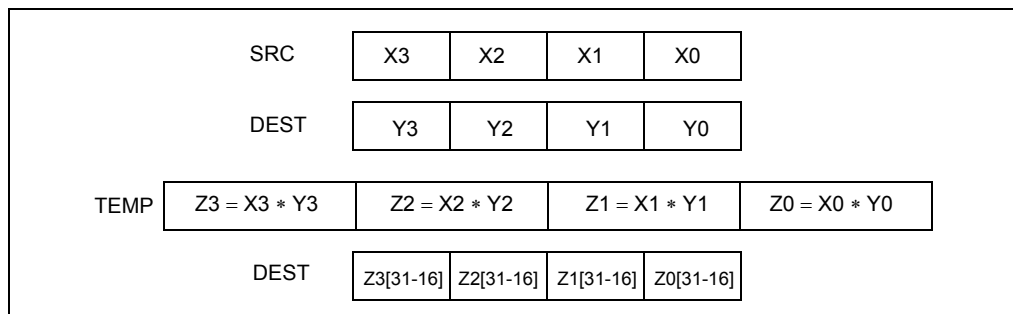 SRC X3 X2 X1 X0
DEST Y3 Y2 Y1 Y0
TEMP Z3 = X3 ∗ Y3 Z2 = X2 ∗ Y2 Z1 = X1 ∗ Y1 Z0 = X0 ∗ Y0
DEST Z3[31-16] Z2[31-16] Z1[31-16] Z0[31-16]